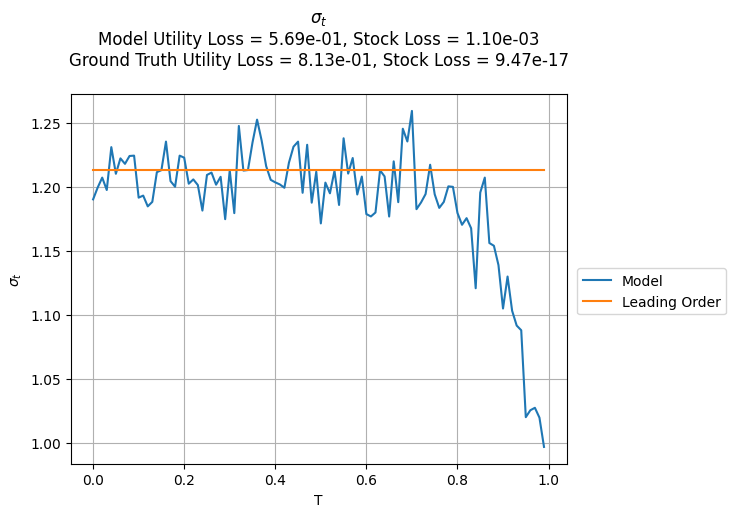 σₜ
Model Utility Loss = 5.69e-01, Stock Loss = 1.10e-03
Ground Truth Utility Loss = 8.13e-01, Stock Loss = 9.47e-17
1.25
1.20
1.15
1.10
1.05
1.00
σₜ
0.0 0.2 0.4 0.6 0.8 1.0
T
Model
Leading Order